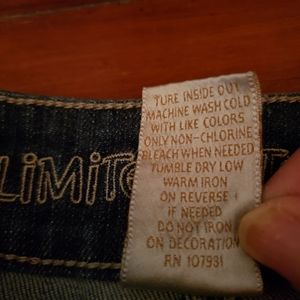 TURE INSIDE OUT
MACHINE WASH COLD
WITH LIKE COLORS
ONLY NON-CHLORINE
BLEACH WHEN NEEDED
TUMBLE DRY LOW
WARM IRON
ON REVERSE
IF NEEDED
DO NOT IRON
ON DECORATION
RN 107931